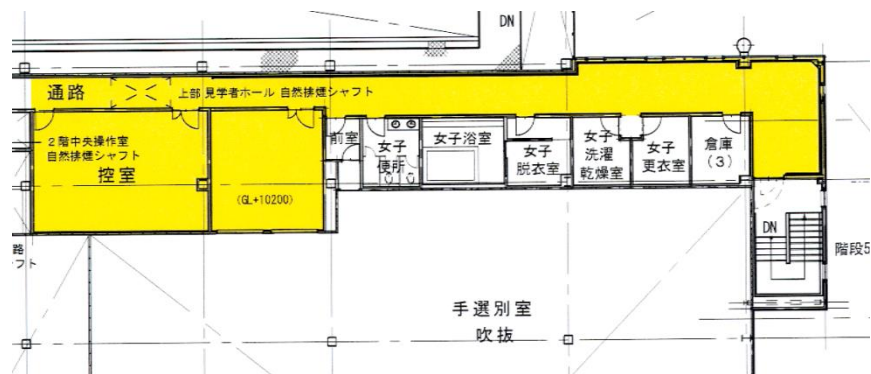 DN
通路
上部 見学者ホール 自然排煙シャフト
2階中央操作室
自然排煙シャフト
控室
(GL+10200)
前室
女子
便所
女子浴室
女子
脱衣室
女子
洗濯
乾燥室
女子
更衣室
倉庫
(3)
DN
階段5
路
フト
手選別室
吹抜